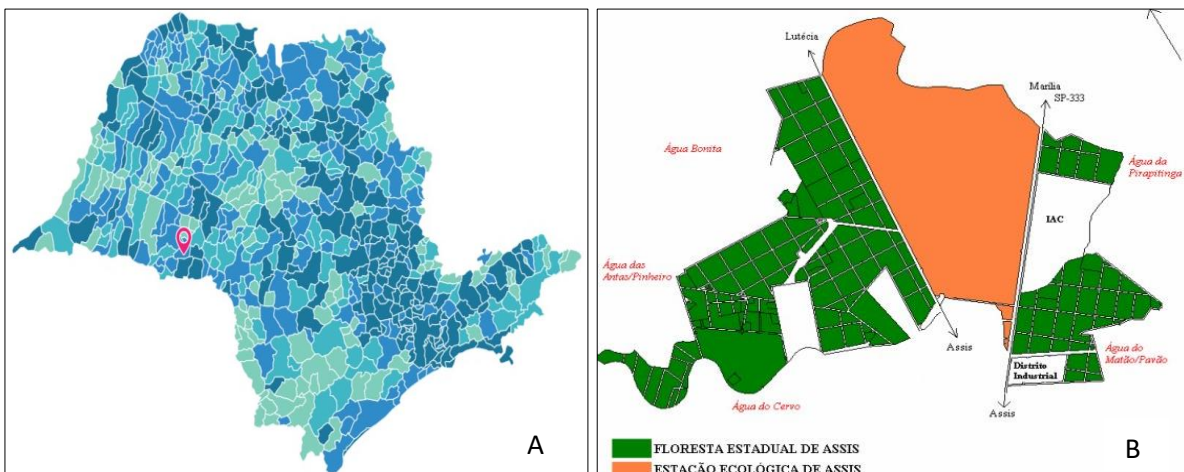 A
Lutécia
Marília
SP-333
Água Bonita
Água da
Pirapitinga
IAC
Água das
Antas/Pinheiro
Assis
Água do
Matão/Pavão
Distrito
Industrial
Água do Cervo
Assis
FLORESTA ESTADUAL DE ASSIS
ESTAÇÃO ECOLÓGICA DE ASSIS
B